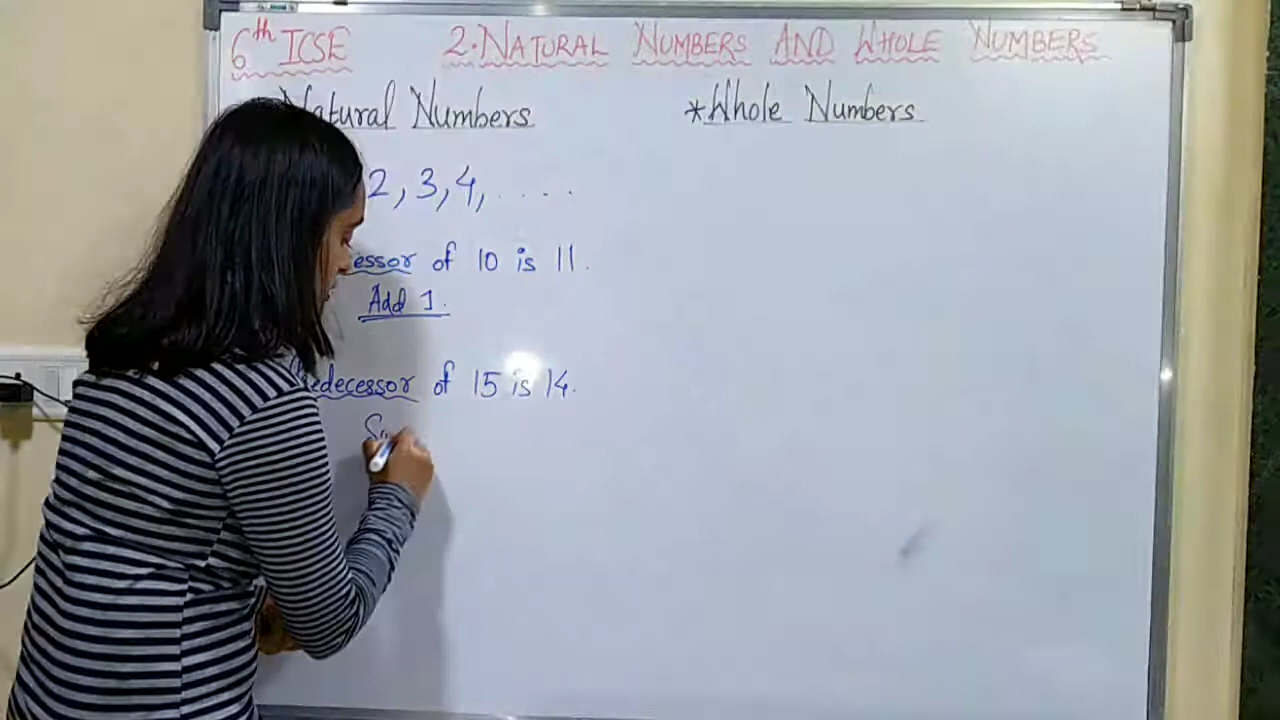 6th ICSE 2. NATURAL NUMBERS AND WHOLE NUMBERS
Natural Numbers
*Whole Numbers
2, 3, 4, . . . .
essor of 10 is 11.
Add 1.
Predecessor of 15 is 14.